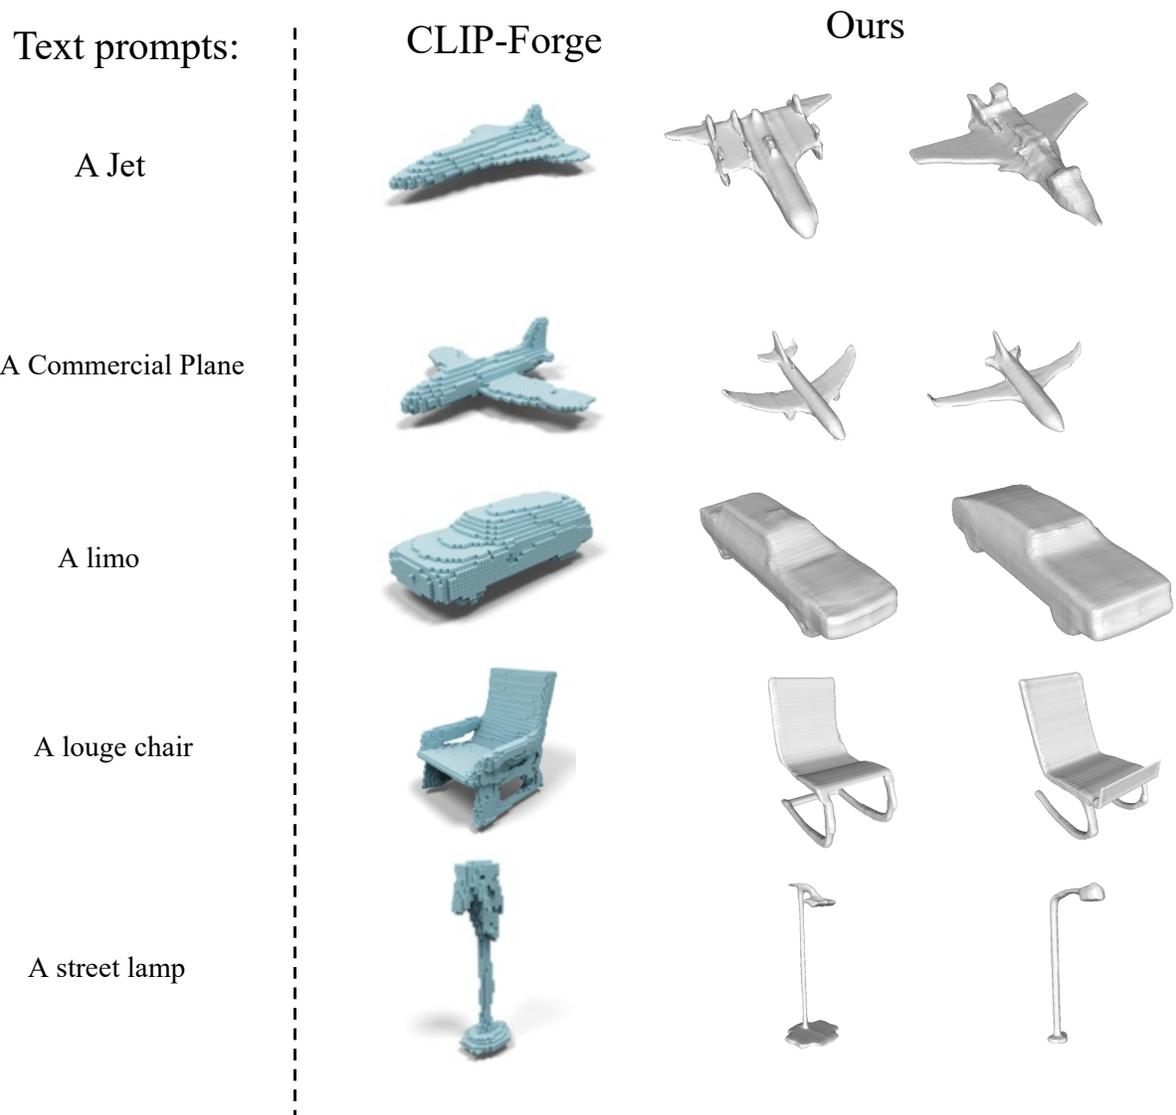 Text prompts:
CLIP-Forge
Ours
A Jet
A Commercial Plane
A limo
A louge chair
A street lamp